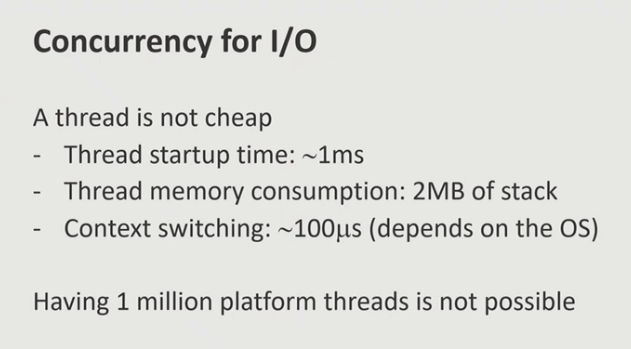 Concurrency for I/O
A thread is not cheap
- Thread startup time: ~1ms
- Thread memory consumption: 2MB of stack
- Context switching: ~100µs (depends on the OS)
Having 1 million platform threads is not possible